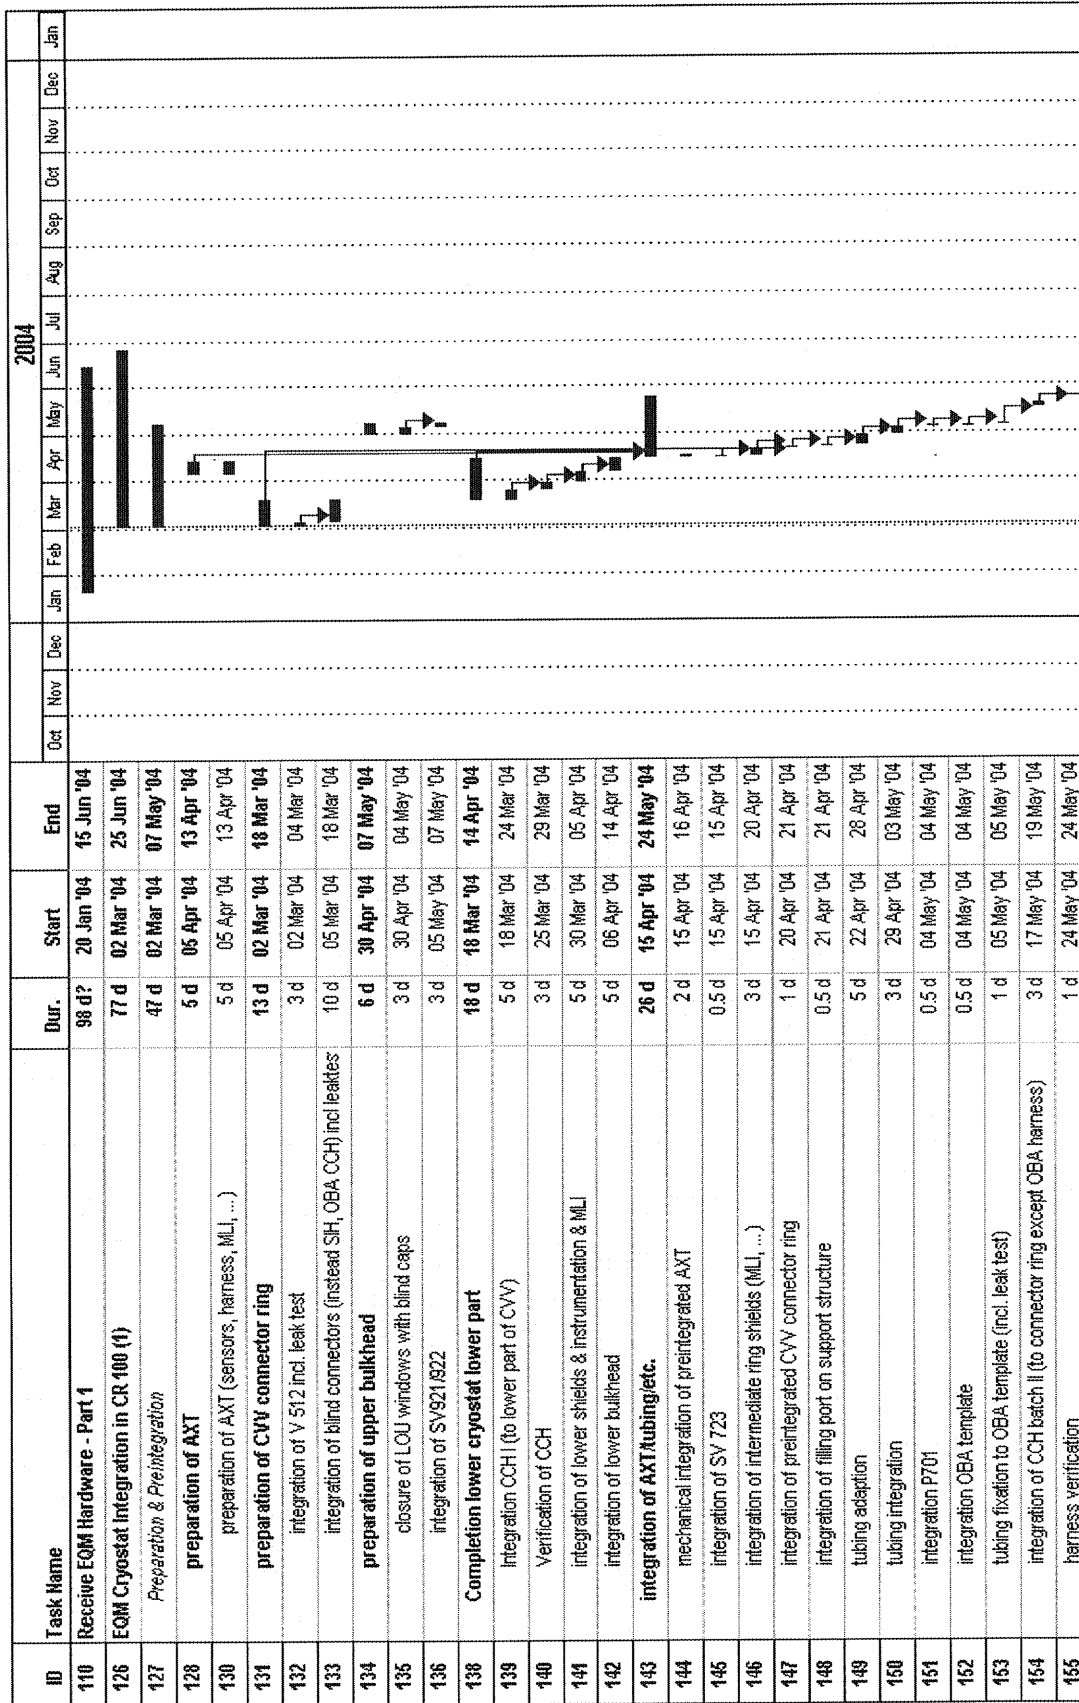 2004
ID Task Name Dur. Start End Oct Nov Dec Jan Feb Mar Apr May Jun Jul Aug Sep Oct Nov Dec Jan
110 Receive EQM Hardware - Part 1 98 d? 20 Jan '04 15 Jun '04
126 EQM Cryostat Integration in CR 100 (1) 77 d 02 Mar '04 25 Jun '04
127 Preparation & Preintegration 47 d 02 Mar '04 07 May '04
128 preparation of AXT 5 d 05 Apr '04 13 Apr '04
130 preparation of AXT (sensors, harness, MLI, ...) 5 d 05 Apr '04 13 Apr '04
131 preparation of CVV connector ring 13 d 02 Mar '04 18 Mar '04
132 integration of V 512 incl. leak test 3 d 02 Mar '04 04 Mar '04
133 integration of blind connectors (instead SIH, OBA CCH) incl leaktes 10 d 05 Mar '04 18 Mar '04
134 preparation of upper bulkhead 6 d 30 Apr '04 07 May '04
135 closure of LOU windows with blind caps 3 d 30 Apr '04 04 May '04
136 integration of SV921/922 3 d 05 May '04 07 May '04
138 Completion lower cryostat lower part 18 d 18 Mar '04 14 Apr '04
139 Integration CCH I (to lower part of CVV) 5 d 18 Mar '04 24 Mar '04
140 Verification of CCH 3 d 25 Mar '04 29 Mar '04
141 integration of lower shields & instrumentation & MLI 5 d 30 Mar '04 05 Apr '04
142 integration of lower bulkhead 5 d 06 Apr '04 14 Apr '04
143 integration of AXT/tubing/etc. 26 d 15 Apr '04 24 May '04
144 mechanical integration of preintegrated AXT 2 d 15 Apr '04 16 Apr '04
145 integration of SV 723 0.5 d 15 Apr '04 15 Apr '04
146 integration of intermediate ring shields (MLI, ...) 3 d 15 Apr '04 20 Apr '04
147 integration of preintegrated CVV connector ring 1 d 20 Apr '04 21 Apr '04
148 integration of filling port on support structure 0.5 d 21 Apr '04 21 Apr '04
149 tubing adaption 5 d 22 Apr '04 28 Apr '04
150 tubing integration 3 d 29 Apr '04 03 May '04
151 integration P701 0.5 d 04 May '04 04 May '04
152 integration OBA template 0.5 d 04 May '04 04 May '04
153 tubing fixation to OBA template (incl. leak test) 1 d 05 May '04 05 May '04
154 integration of CCH batch II (to connector ring except OBA harness) 3 d 17 May '04 19 May '04
155 harness verification 1 d 24 May '04 24 May '04